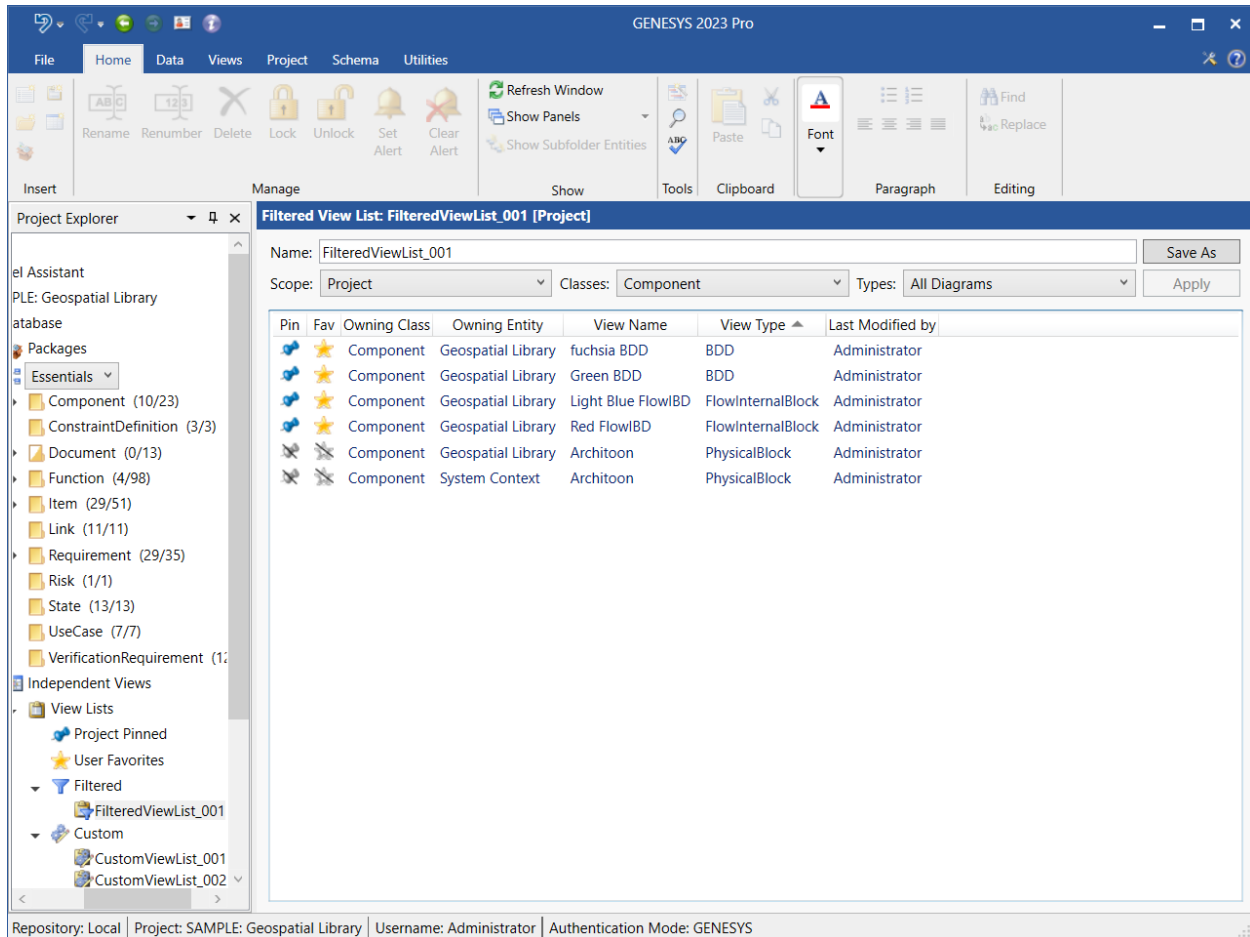 GENESYS 2023 Pro
File Home Data Views Project Schema Utilities
Rename Renumber Delete Lock Unlock Set Alert Clear Alert
Refresh Window
Show Panels
Show Subfolder Entities
ABC
Paste
A
Font
Find
Replace
Insert Manage Show Tools Clipboard Paragraph Editing
Project Explorer
el Assistant
PLE: Geospatial Library
atabase
Packages
Essentials
Component (10/23)
ConstraintDefinition (3/3)
Document (0/13)
Function (4/98)
Item (29/51)
Link (11/11)
Requirement (29/35)
Risk (1/1)
State (13/13)
UseCase (7/7)
VerificationRequirement (12
Independent Views
View Lists
Project Pinned
User Favorites
Filtered
FilteredViewList_001
Custom
CustomViewList_001
CustomViewList_002
Filtered View List: FilteredViewList_001 [Project]
Name: FilteredViewList_001 Save As
Scope: Project Classes: Component Types: All Diagrams Apply
Pin Fav Owning Class Owning Entity View Name View Type Last Modified by
Component Geospatial Library fuchsia BDD BDD Administrator
Component Geospatial Library Green BDD BDD Administrator
Component Geospatial Library Light Blue FlowIBD FlowInternalBlock Administrator
Component Geospatial Library Red FlowIBD FlowInternalBlock Administrator
Component Geospatial Library Architoon PhysicalBlock Administrator
Component System Context Architoon PhysicalBlock Administrator
Repository: Local Project: SAMPLE: Geospatial Library Username: Administrator Authentication Mode: GENESYS